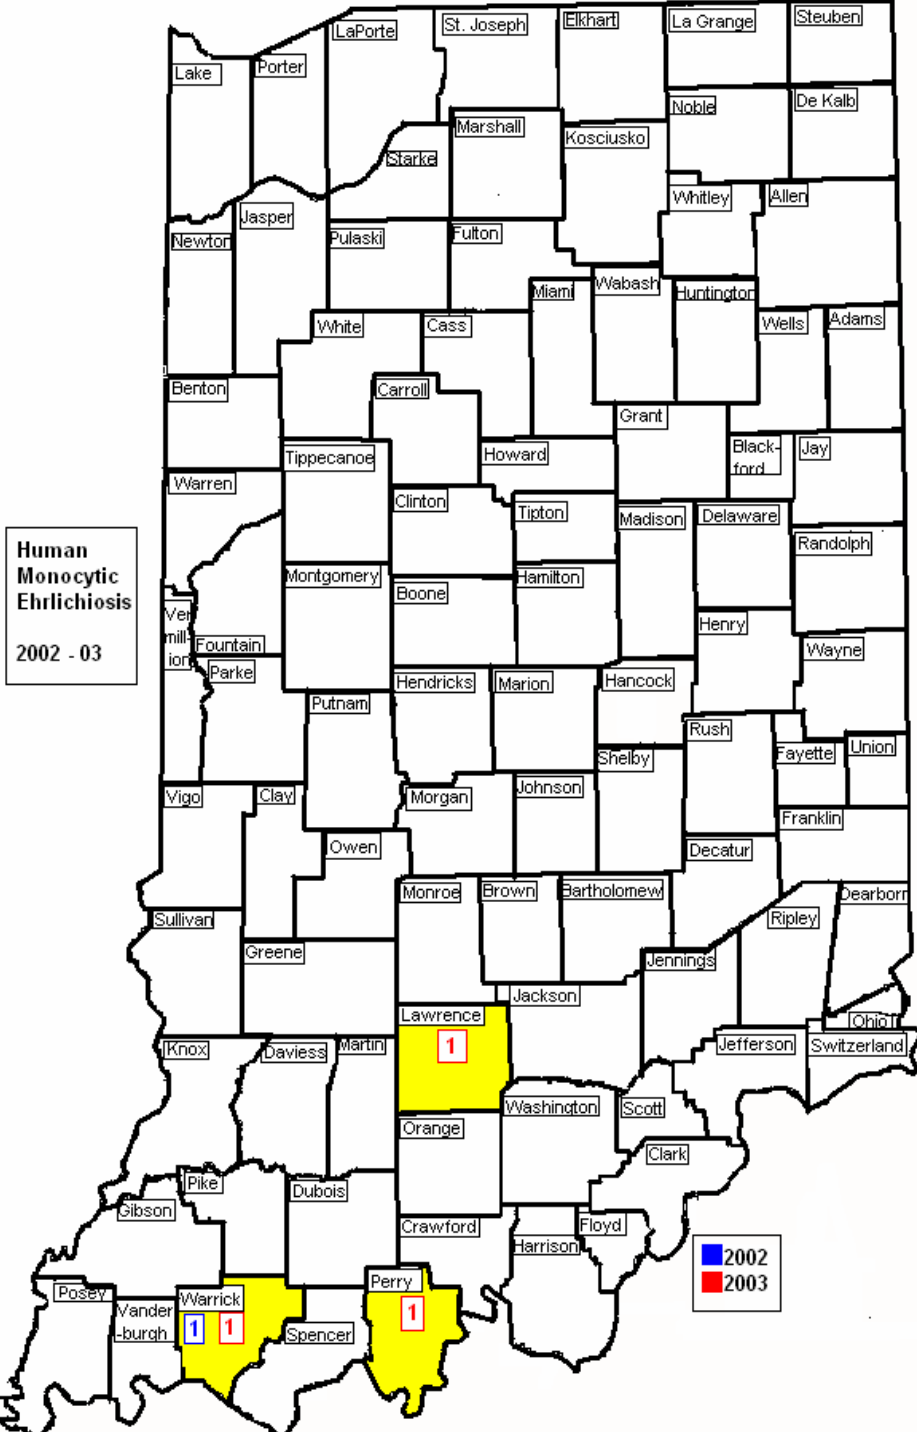 LaPorte
St. Joseph
Elkhart
La Grange
Steuben
Lake
Porter
Noble
De Kalb
Marshall
Kosciusko
Starke
Whitley
Allen
Jasper
Newton
Pulaski
Fulton
Miami
Wabash
Huntington
White
Cass
Wells
Adams
Benton
Carroll
Grant
Tippecanoe
Howard
Black-
ford
Jay
Warren
Clinton
Tipton
Madison
Delaware
Randolph
Human
Monocytic
Ehrlichiosis
2002 - 03
Montgomery
Boone
Hamilton
Ver
mill-
ion
Fountain
Henry
Wayne
Parke
Hendricks
Marion
Hancock
Putnam
Rush
Shelby
Fayette
Union
Vigo
Clay
Morgan
Johnson
Franklin
Owen
Decatur
Monroe
Brown
Bartholomew
Dearborn
Sullivan
Ripley
Greene
Jennings
Jackson
Lawrence
1
Ohio
Knox
Daviess
Martin
Jefferson
Switzerland
Washington
Scott
Orange
Clark
Pike
Dubois
Gibson
Crawford
Floyd
Harrison
2002
2003
Perry
1
Posey
Vander
-burgh
Warrick
1 1
Spencer